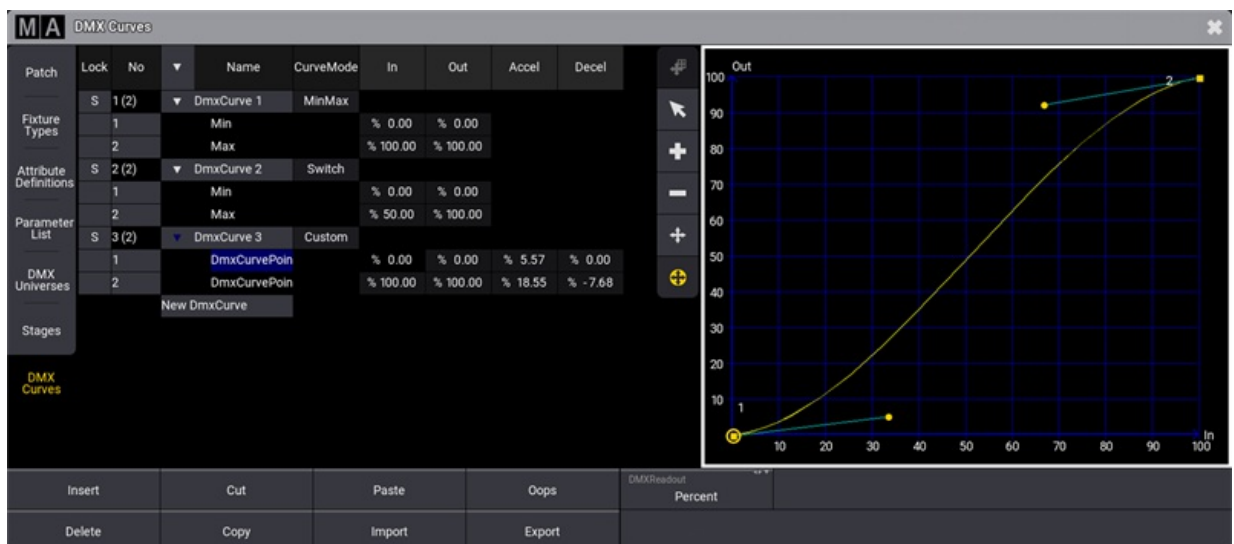 MA DMX Curves
Patch
Fixture
Types
Attribute
Definitions
Parameter
List
DMX
Universes
Stages
DMX
Curves
Lock No Name CurveMode In Out Accel Decel
S 1 (2) DmxCurve 1 MinMax
1 Min % 0.00 % 0.00
2 Max % 100.00 % 100.00
S 2 (2) DmxCurve 2 Switch
1 Min % 0.00 % 0.00
2 Max % 50.00 % 100.00
S 3 (2) DmxCurve 3 Custom
1 DmxCurvePoin % 0.00 % 0.00 % 5.57 % 0.00
2 DmxCurvePoin % 100.00 % 100.00 % 18.55 % -7.68
New DmxCurve
Out
100
90
80
70
60
50
40
30
20
10
2
1
In
10 20 30 40 50 60 70 80 90 100
Insert Cut Paste Oops
DMXReadout
Percent
Delete Copy Import Export